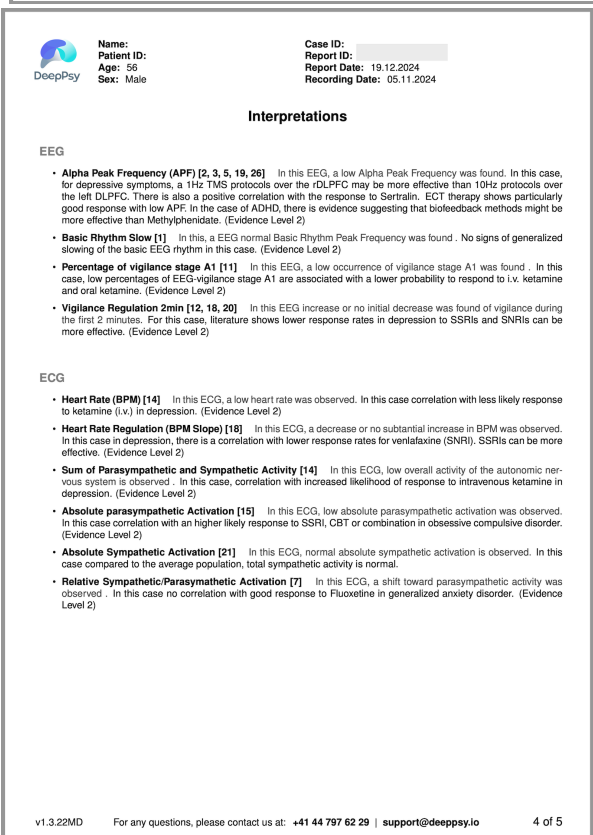 DeepPsy
Name:
Patient ID:
Age: 56
Sex: Male
Case ID:
Report ID:
Report Date: 19.12.2024
Recording Date: 05.11.2024
Interpretations
EEG
• Alpha Peak Frequency (APF) [2, 3, 5, 19, 26] In this EEG, a low Alpha Peak Frequency was found. In this case,
for depressive symptoms, a 1Hz TMS protocols over the rDLPFC may be more effective than 10Hz protocols over
the left DLPFC. There is also a positive correlation with the response to Sertralin. ECT therapy shows particularly
good response with low APF. In the case of ADHD, there is evidence suggesting that biofeedback methods might be
more effective than Methylphenidate. (Evidence Level 2)
• Basic Rhythm Slow [1] In this, a EEG normal Basic Rhythm Peak Frequency was found . No signs of generalized
slowing of the basic EEG rhythm in this case. (Evidence Level 2)
• Percentage of vigilance stage A1 [11] In this EEG, a low occurrence of vigilance stage A1 was found . In this
case, low percentages of EEG-vigilance stage A1 are associated with a lower probability to respond to i.v. ketamine
and oral ketamine. (Evidence Level 2)
• Vigilance Regulation 2min [12, 18, 20] In this EEG increase or no initial decrease was found of vigilance during
the first 2 minutes. For this case, literature shows lower response rates in depression to SSRIs and SNRIs can be
more effective. (Evidence Level 2)
ECG
• Heart Rate (BPM) [14] In this ECG, a low heart rate was observed. In this case correlation with less likely response
to ketamine (i.v.) in depression. (Evidence Level 2)
• Heart Rate Regulation (BPM Slope) [18] In this ECG, a decrease or no subtantial increase in BPM was observed.
In this case in depression, there is a correlation with lower response rates for venlafaxine (SNRI). SSRIs can be more
effective. (Evidence Level 2)
• Sum of Parasympathetic and Sympathetic Activity [14] In this ECG, low overall activity of the autonomic ner-
vous system is observed . In this case, correlation with increased likelihood of response to intravenous ketamine in
depression. (Evidence Level 2)
• Absolute parasympathetic Activation [15] In this ECG, low absolute parasympathetic activation was observed.
In this case correlation with an higher likely response to SSRI, CBT or combination in obsessive compulsive disorder.
(Evidence Level 2)
• Absolute Sympathetic Activation [21] In this ECG, normal absolute sympathetic activation is observed. In this
case compared to the average population, total sympathetic activity is normal.
• Relative Sympathetic/Parasymathetic Activation [7] In this ECG, a shift toward parasympathetic activity was
observed . In this case no correlation with good response to Fluoxetine in generalized anxiety disorder. (Evidence
Level 2)
v1.3.22MD For any questions, please contact us at: +41 44 797 62 29 | support@deeppsy.io 4 of 5